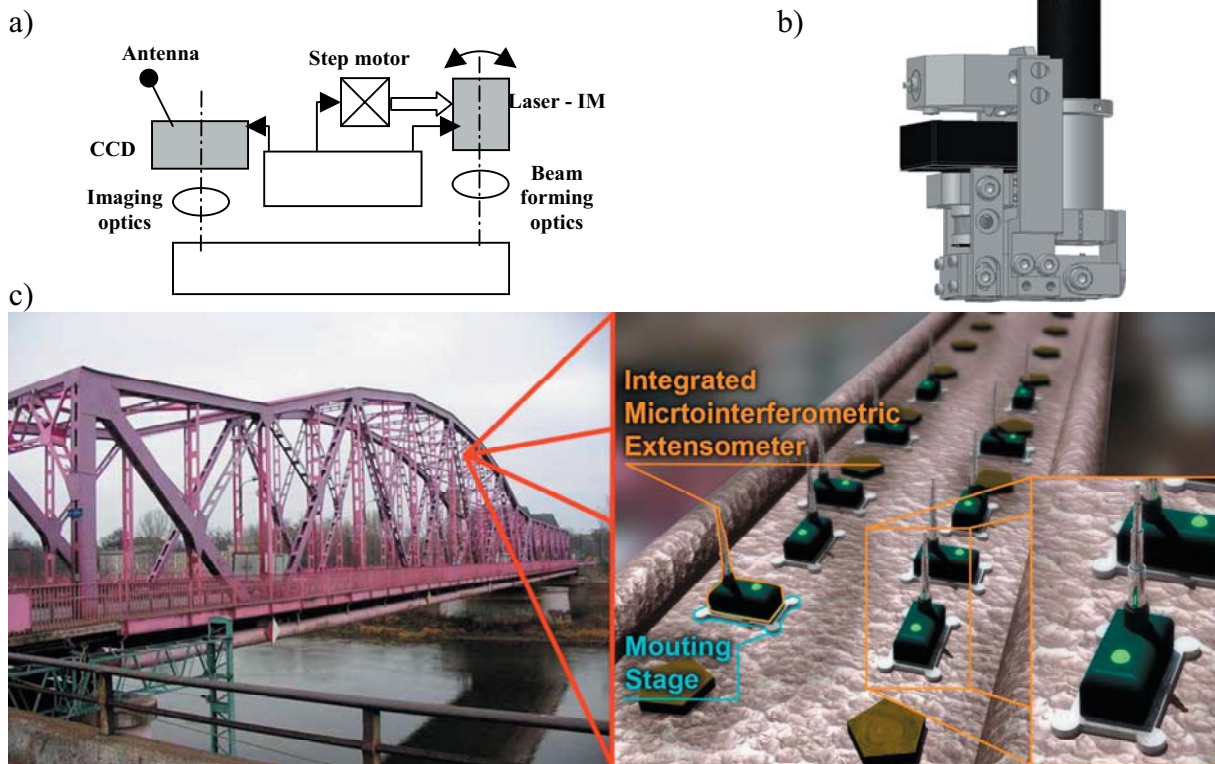 a)
b)
Antenna
Step motor
Laser - IM
CCD
Imaging
optics
Beam
forming
optics
c)
Integrated
Micrtointerferometric
Extensometer
Mouting
Stage